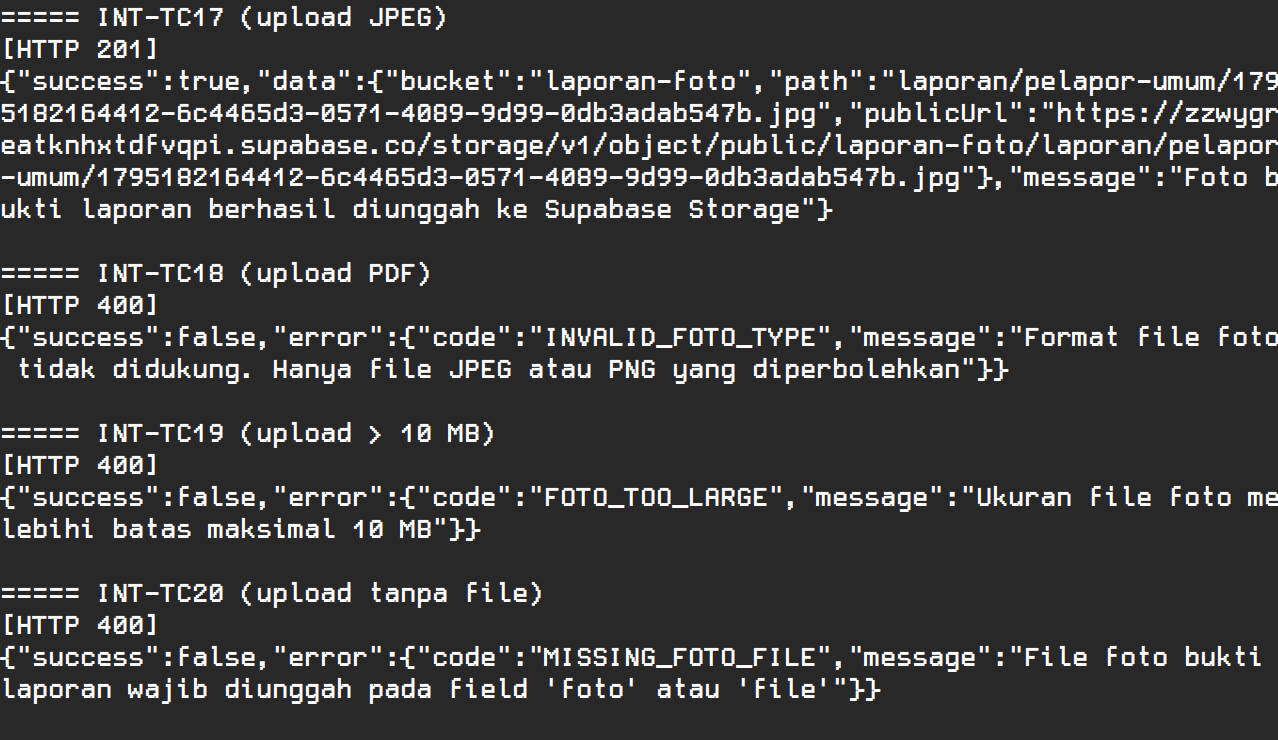 ===== INT-TC17 (upload JPEG)
[HTTP 201]
{"success":true,"data":{"bucket":"laporan-foto","path":"laporan/pelapor-umum/179
5182164412-6c4465d3-0571-4089-9d99-0db3adab547b.jpg","publicUrl":"https://zzwygr
eatknhxtdfvqpi.supabase.co/storage/v1/object/public/laporan-foto/laporan/pelapor
-umum/1795182164412-6c4465d3-0571-4089-9d99-0db3adab547b.jpg"},"message":"Foto b
ukti laporan berhasil diunggah ke Supabase Storage"}

===== INT-TC18 (upload PDF)
[HTTP 400]
{"success":false,"error":{"code":"INVALID_FOTO_TYPE","message":"Format file foto
 tidak didukung. Hanya file JPEG atau PNG yang diperbolehkan"}}

===== INT-TC19 (upload > 10 MB)
[HTTP 400]
{"success":false,"error":{"code":"FOTO_TOO_LARGE","message":"Ukuran file foto me
lebihi batas maksimal 10 MB"}}

===== INT-TC20 (upload tanpa file)
[HTTP 400]
{"success":false,"error":{"code":"MISSING_FOTO_FILE","message":"File foto bukti
laporan wajib diunggah pada field 'foto' atau 'file'"}}